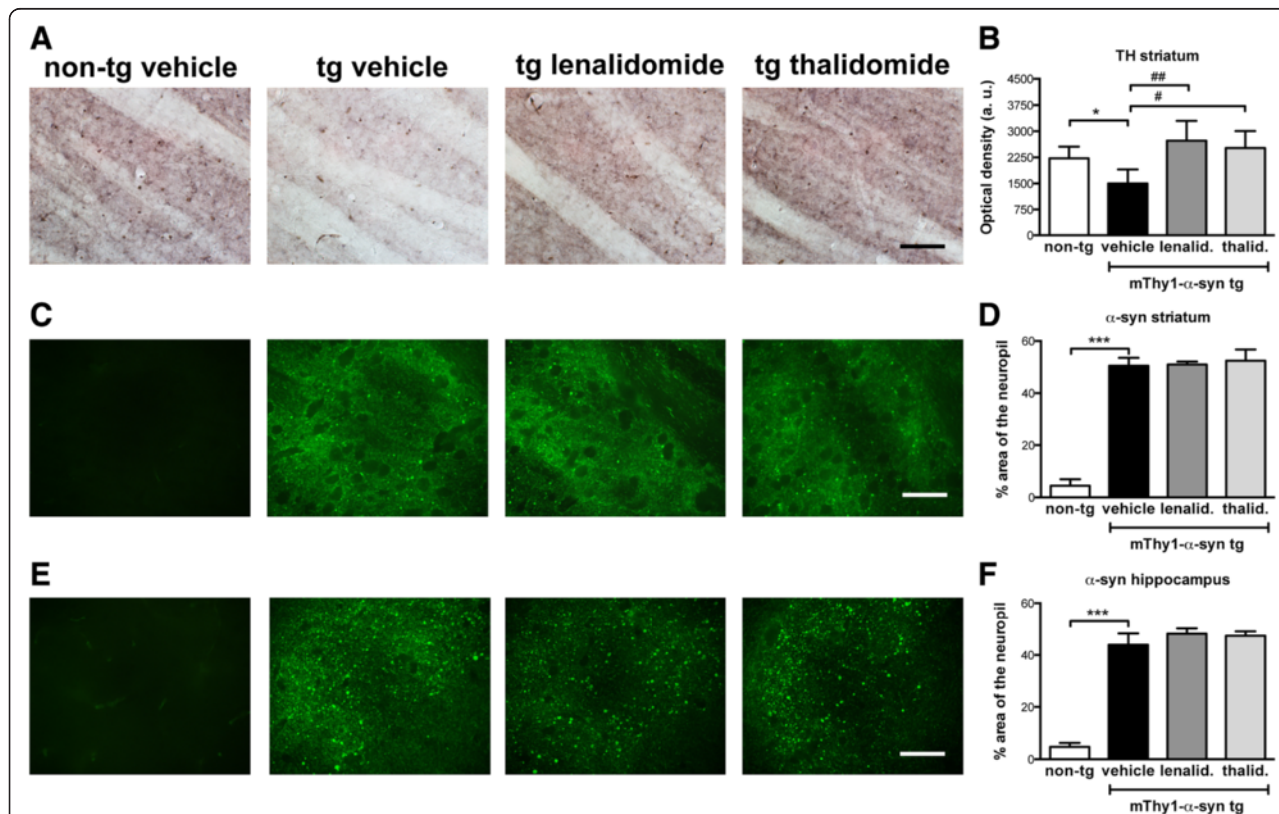 A
non-tg vehicle
tg vehicle
tg lenalidomide
tg thalidomide
B
TH striatum
Optical density (a. u.)
4500
3750
3000
2250
1500
750
0
*
##
#
non-tg
vehicle
lenalid.
thalid.
mThy1-α-syn tg
C
D
α-syn striatum
% area of the neuropil
60
40
20
0
***
non-tg
vehicle
lenalid.
thalid.
mThy1-α-syn tg
E
F
α-syn hippocampus
% area of the neuropil
60
40
20
0
***
non-tg
vehicle
lenalid.
thalid.
mThy1-α-syn tg